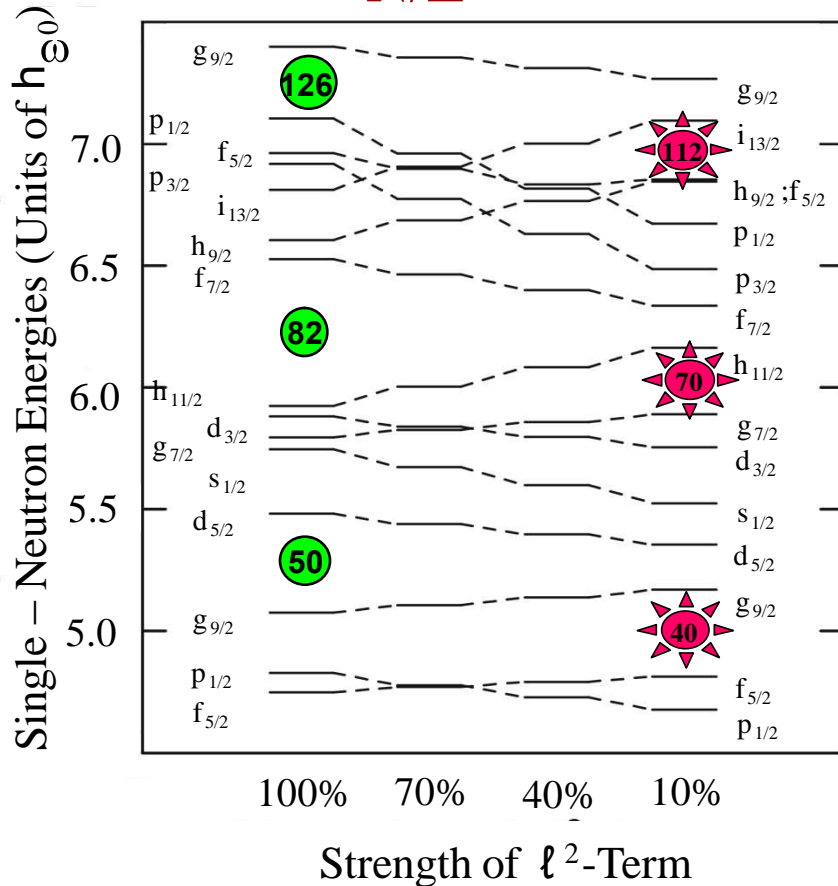 Single – Neutron Energies (Units of hω0)
7.0
6.5
6.0
5.5
5.0
g9/2
p1/2
f5/2
p3/2
i13/2
h9/2
f7/2
h11/2
d3/2
g7/2
s1/2
d5/2
g9/2
p1/2
f5/2
126
82
50
112
70
40
g9/2
i13/2
h9/2 ;f5/2
p1/2
p3/2
f7/2
h11/2
g7/2
d3/2
s1/2
d5/2
g9/2
f5/2
p1/2
100% 70% 40% 10%
Strength of ℓ2-Term